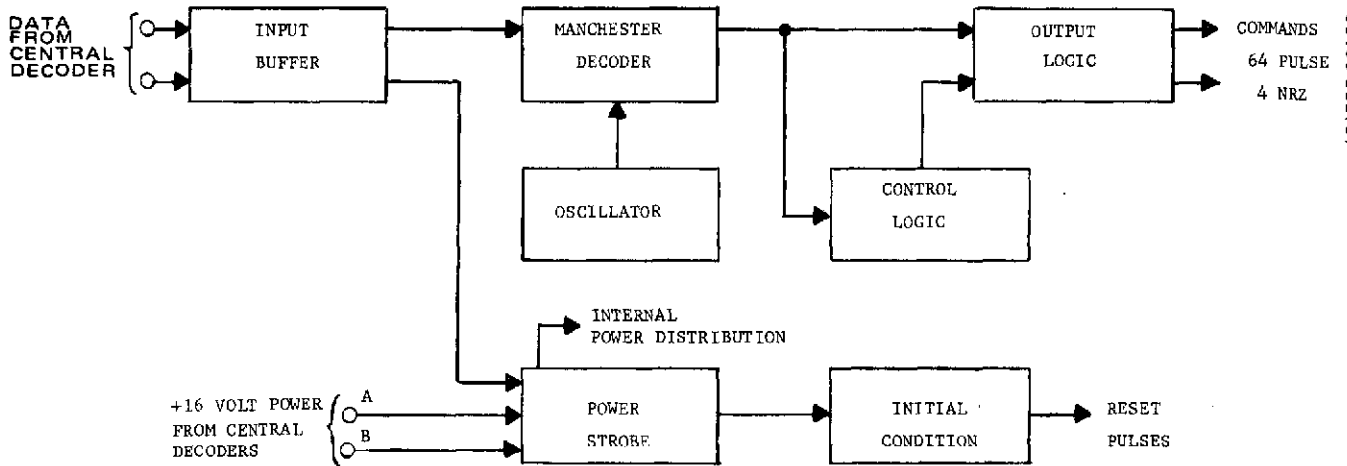 DATA
FROM
CENTRAL
DECODER
INPUT
BUFFER
MANCHESTER
DECODER
OUTPUT
LOGIC
COMMANDS
64 PULSE
4 NRZ
OSCILLATOR
CONTROL
LOGIC
INTERNAL
POWER DISTRIBUTION
+16 VOLT POWER
FROM CENTRAL
DECODERS
A
B
POWER
STROBE
INITIAL
CONDITION
RESET
PULSES